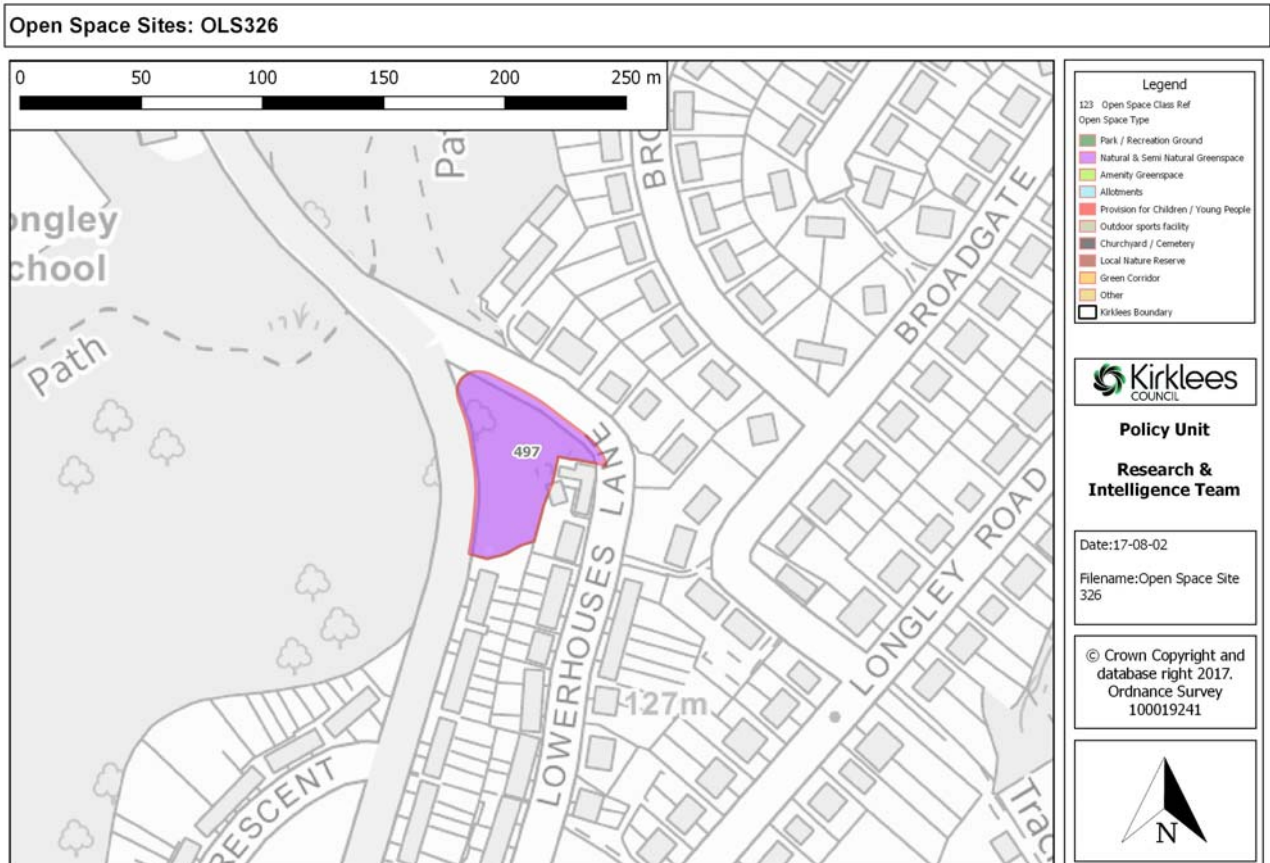 Open Space Sites: OLS326
0 50 100 150 200 250 m
Legend
123 Open Space Class Ref
Open Space Type
Park / Recreation Ground
Natural & Semi Natural Greenspace
Amenity Greenspace
Allotments
Provision for Children / Young People
Outdoor sports facility
Churchyard / Cemetery
Local Nature Reserve
Green Corridor
Other
Kirklees Boundary
Kirklees
COUNCIL
Policy Unit
Research &
Intelligence Team
Date:17-08-02
Filename:Open Space Site
326
© Crown Copyright and
database right 2017.
Ordnance Survey
100019241
N
Pat
BRO
ongley
chool
Path
BROADGATE
497
LOWERHOUSES LANE
LONGLEY ROAD
127m
RESCENT
Trac